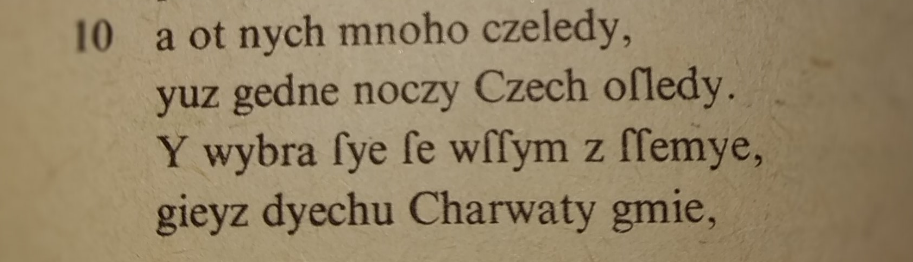 10 a ot nych mnoho czeledy,
yuz gedne noczy Czech oſledy.
Y wybra ſye ſe wſſym z ſſemye,
gieyz dyechu Charwaty gmie,